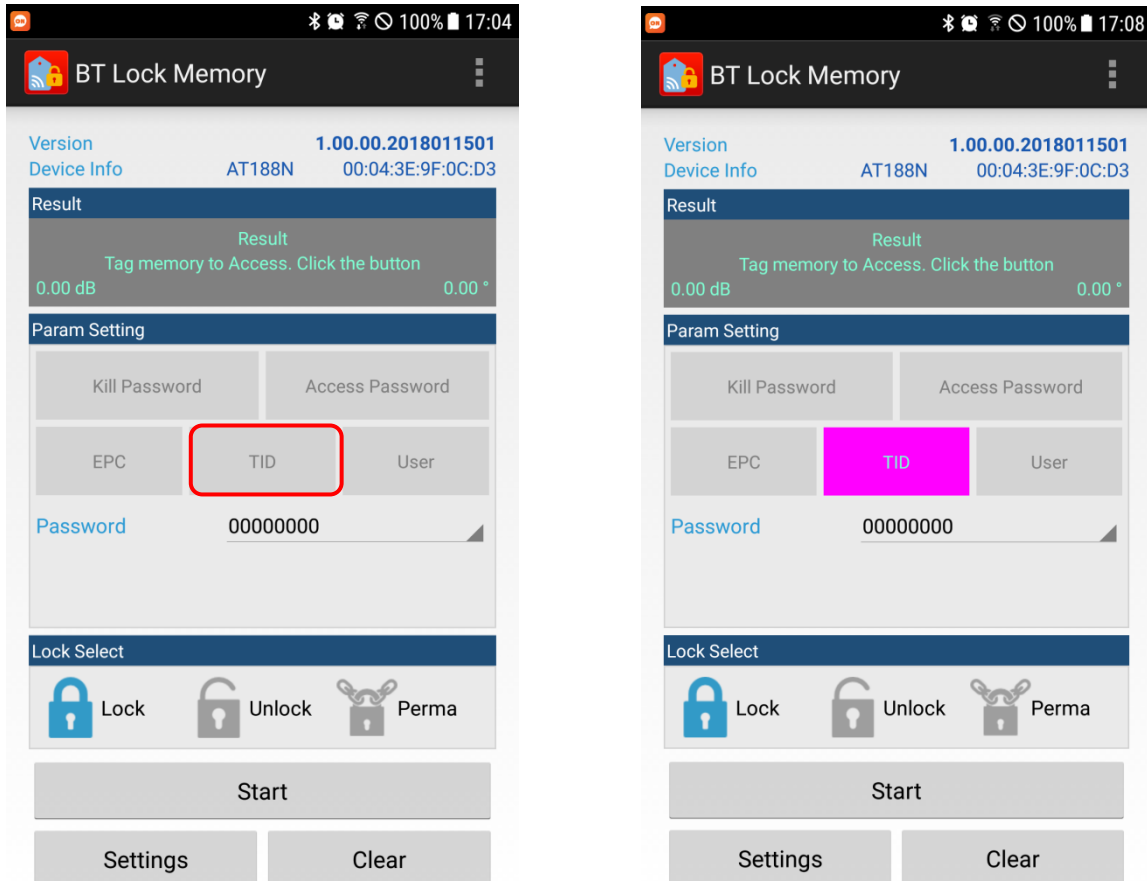 100% 17:04
BT Lock Memory
Version 1.00.00.2018011501
Device Info AT188N 00:04:3E:9F:0C:D3
Result
Result
Tag memory to Access. Click the button
0.00 dB 0.00 °
Param Setting
Kill Password Access Password
EPC TID User
Password 00000000
Lock Select
Lock Unlock Perma
Start
Settings Clear
100% 17:08
BT Lock Memory
Version 1.00.00.2018011501
Device Info AT188N 00:04:3E:9F:0C:D3
Result
Result
Tag memory to Access. Click the button
0.00 dB 0.00 °
Param Setting
Kill Password Access Password
EPC TID User
Password 00000000
Lock Select
Lock Unlock Perma
Start
Settings Clear